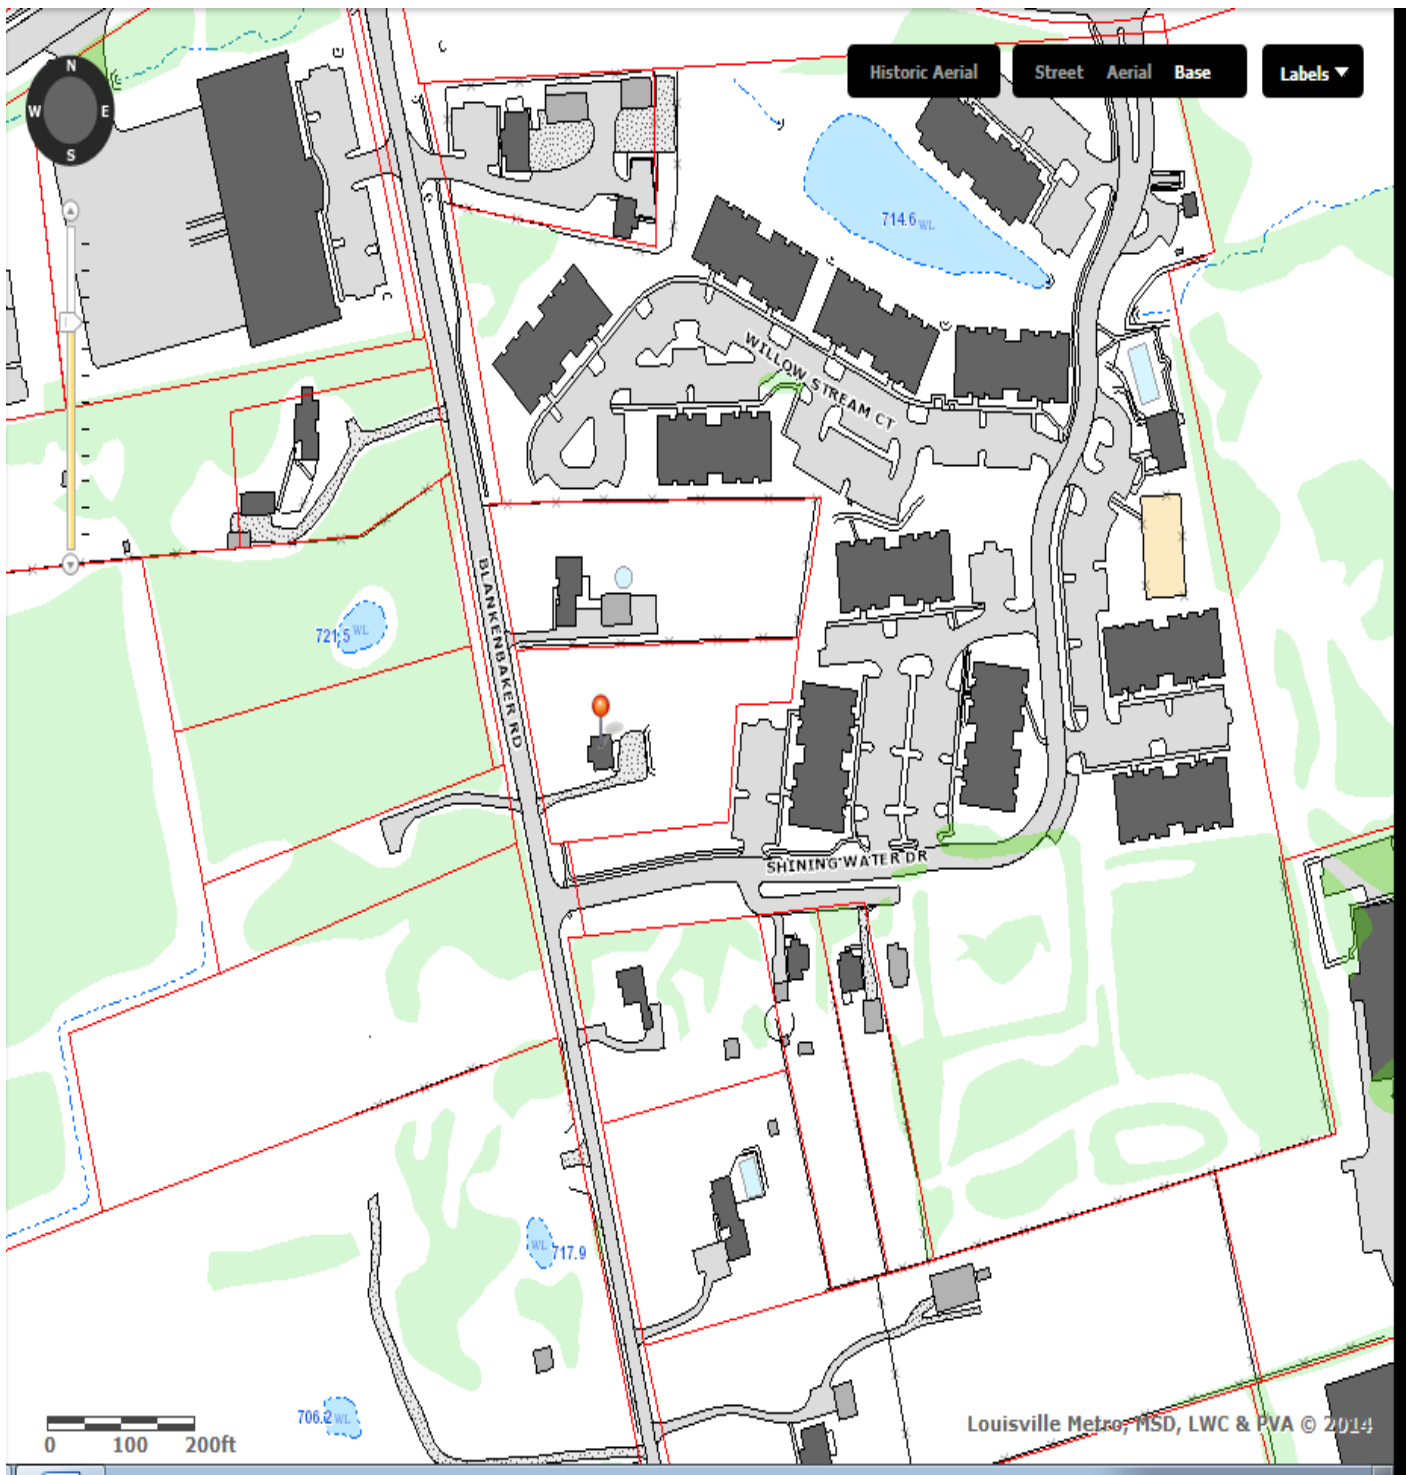 N
W E
S
Historic Aerial
Street Aerial Base
Labels
714.6 WL
WILLOW STREAM CT
BLANKENBAKER RD
721.5 WL
SHINING WATER DR
WL 717.9
706.2 WL
0 100 200ft
Louisville Metro, MSD, LWC & PVA © 2014